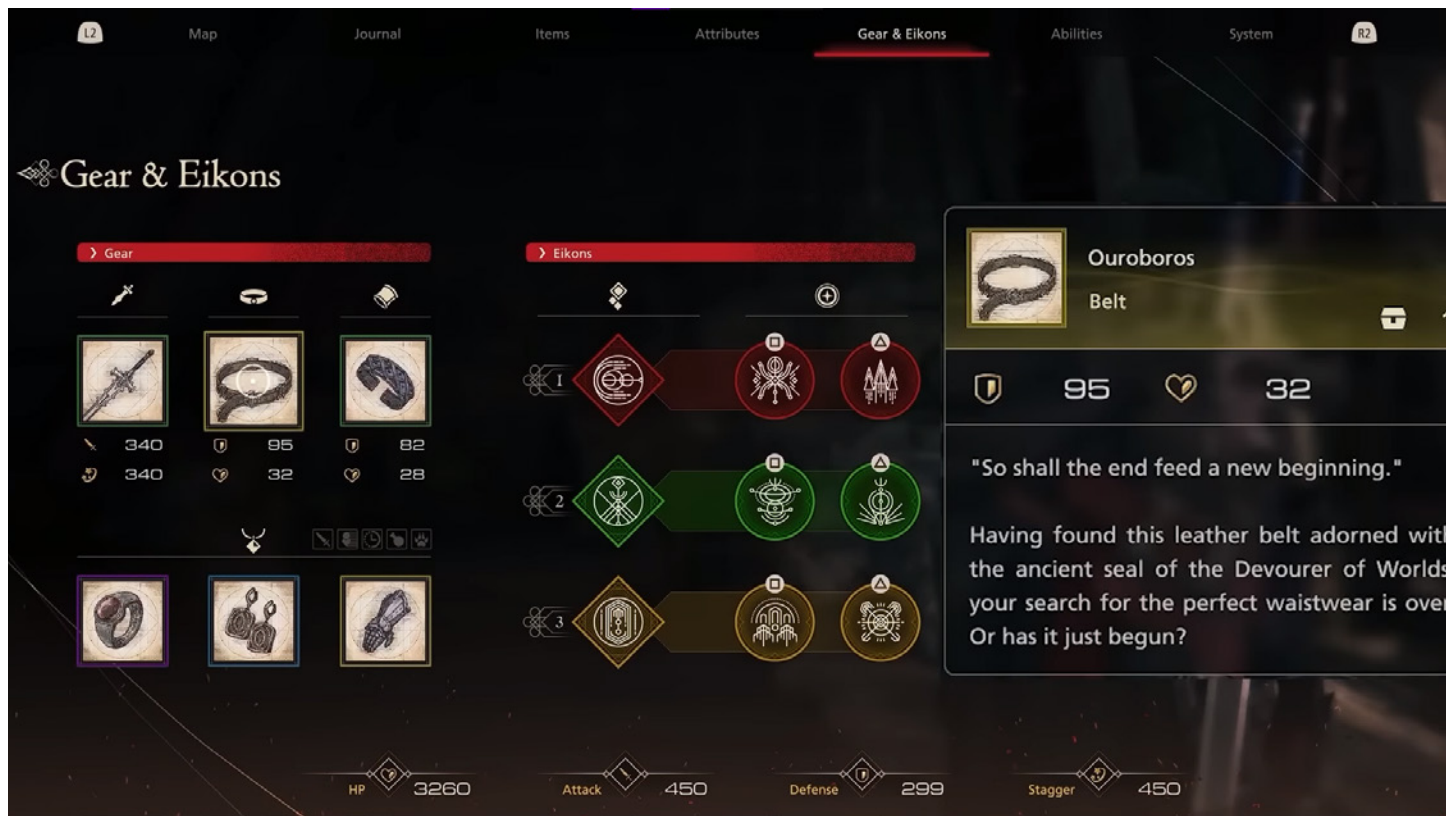 L2 Map Journal Items Attributes Gear & Eikons Abilities System R2
Gear & Eikons
Gear
Eikons
340 95 82
340 32 28
1
2
3
Ouroboros
Belt
95 32
"So shall the end feed a new beginning."
Having found this leather belt adorned with
the ancient seal of the Devourer of Worlds
your search for the perfect waistwear is over
Or has it just begun?
HP 3260 Attack 450 Defense 299 Stagger 450